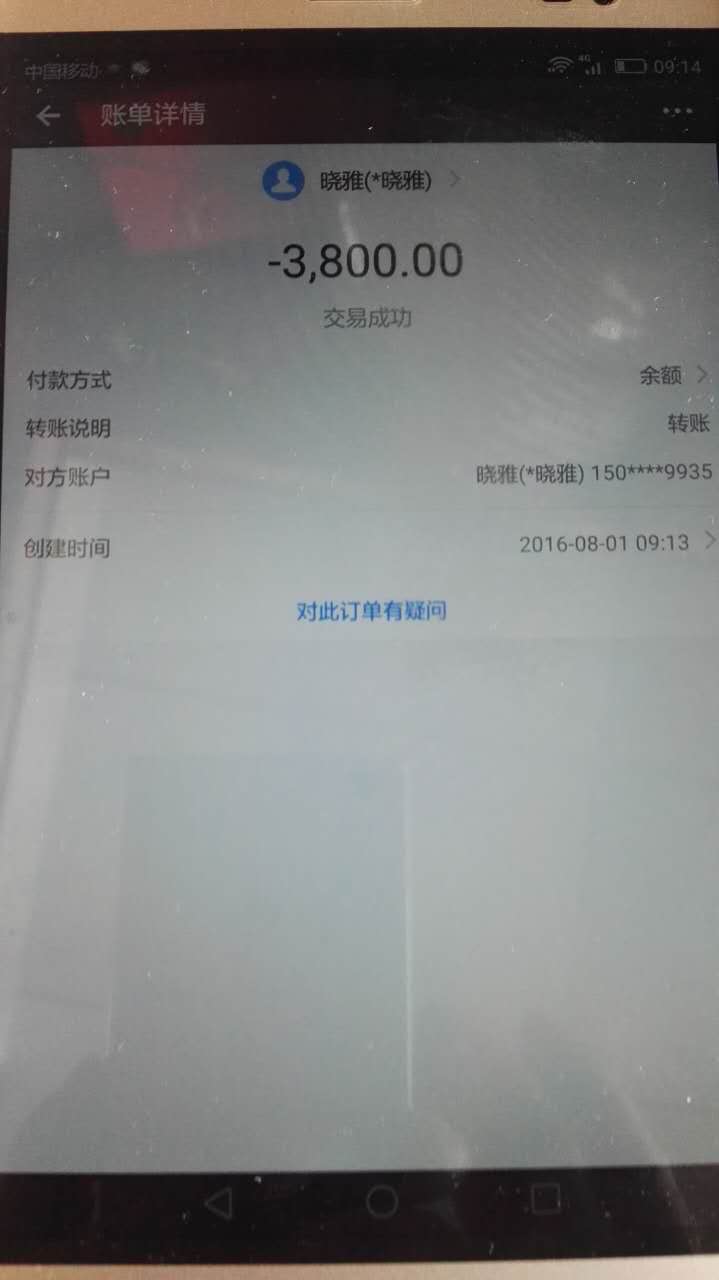 中国移动 4G 09:14
账单详情
晓雅(*晓雅)
-3,800.00
交易成功
付款方式 余额
转账说明 转账
对方账户 晓雅(*晓雅) 150****9935
创建时间 2016-08-01 09:13
对此订单有疑问